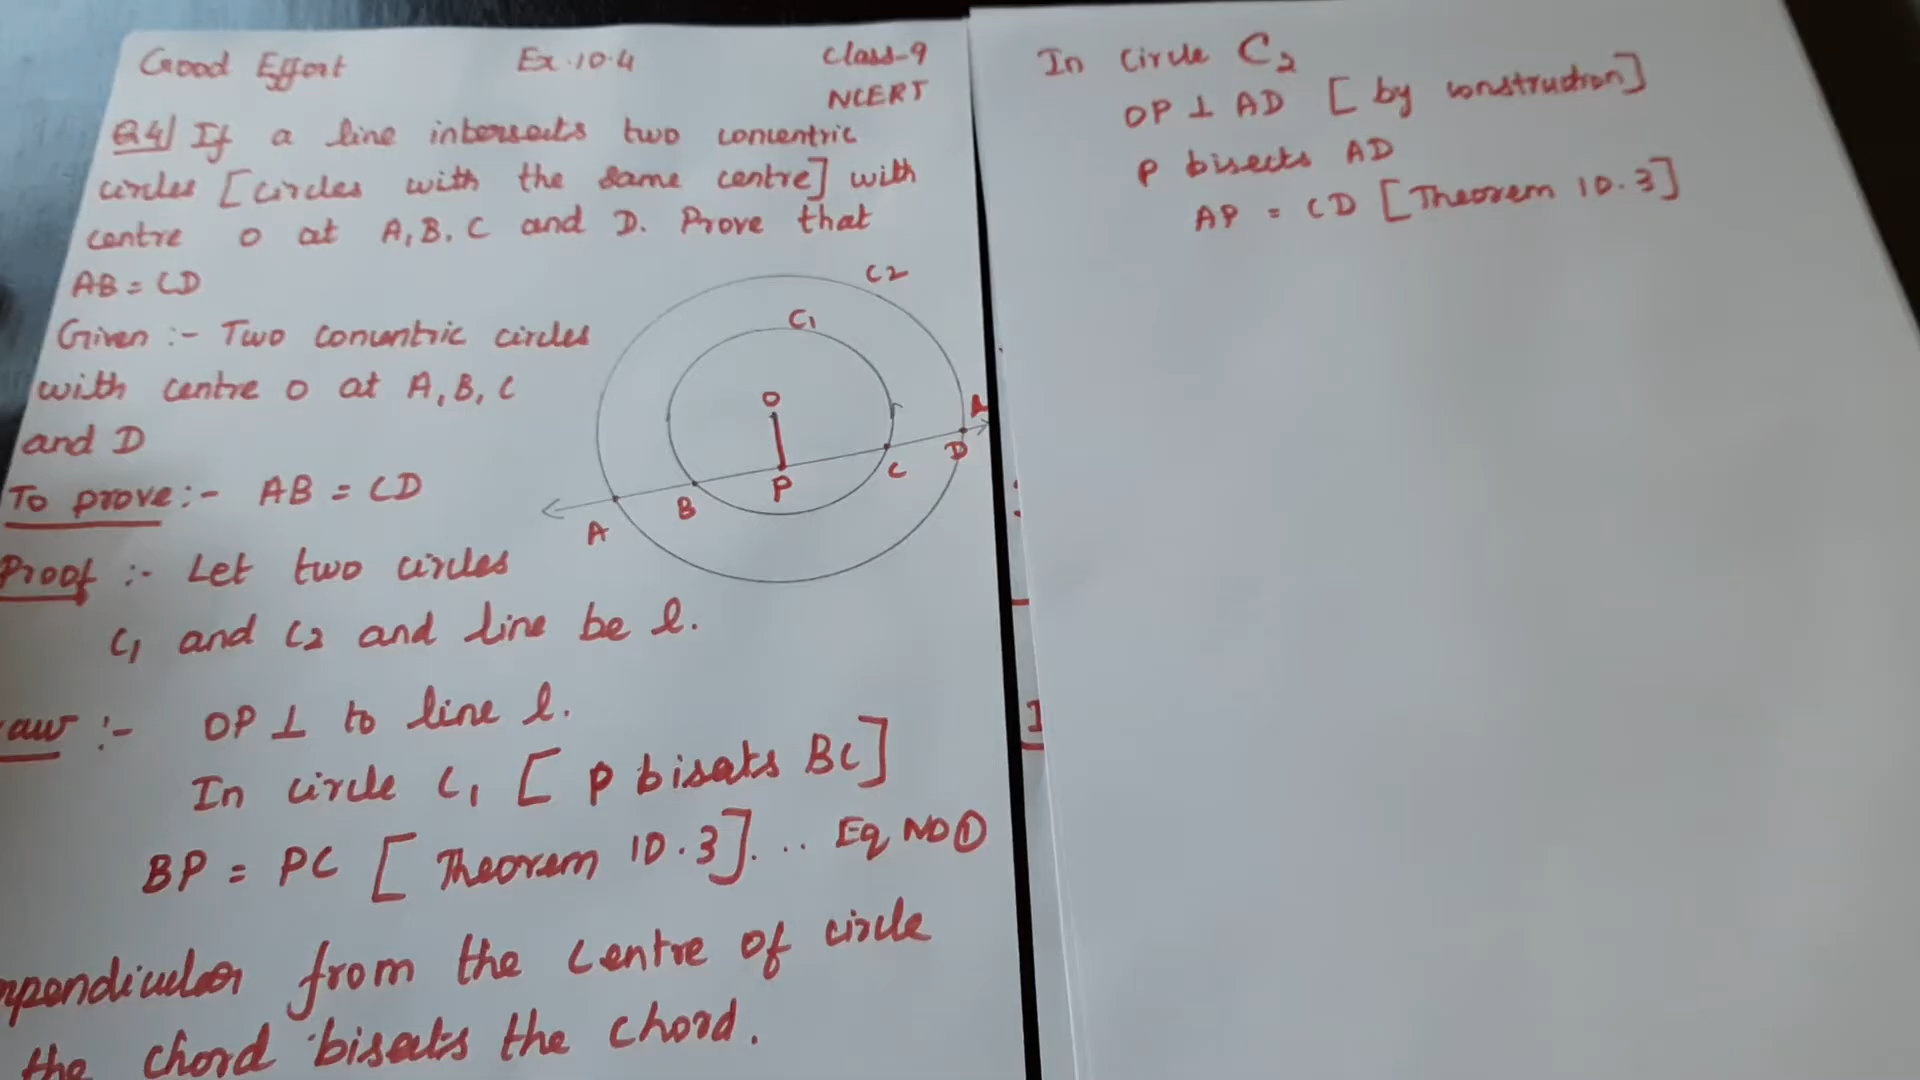 Good Effort Ex.10.4 Class-9
NCERT
Q4/ If a line intersects two concentric
circles [circles with the same centre] with
centre O at A, B, C and D. Prove that
AB = CD
Given :- Two concentric circles
with centre O at A, B, C
and D
To prove :- AB = CD
Proof :- Let two circles
C1 and C2 and line be l.
raw :- OP ⊥ to line l.
In circle C1 [ P bisects BC]
BP = PC [ Theorem 10.3]... Eq NO ①
rpendicular from the centre of circle
the chord bisects the chord.
C2
C1
O
P
A
B
C
D
In Circle C2
OP ⊥ AD [ by construction]
P bisects AD
AP = CD [Theorem 10.3]